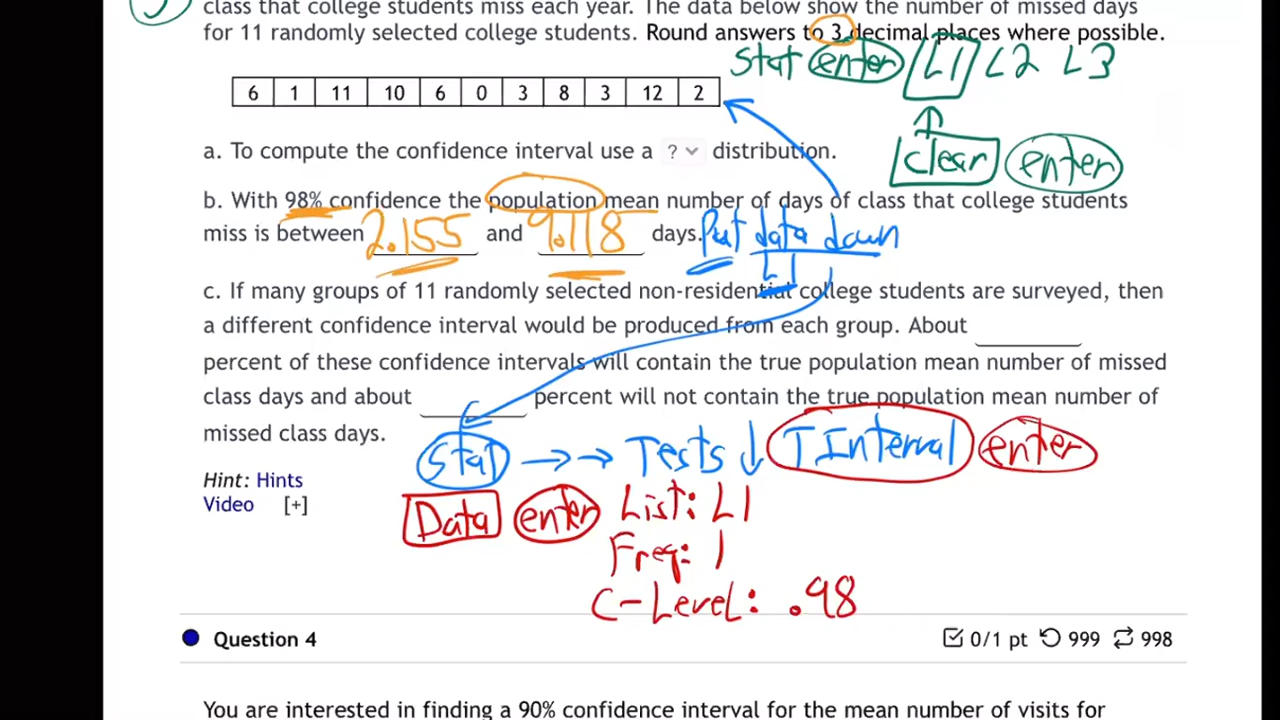 class that college students miss each year. The data below show the number of missed days
for 11 randomly selected college students. Round answers to 3 decimal places where possible.
Stat enter L1 L2 L3
6 1 11 10 6 0 3 8 3 12 2
clear enter
a. To compute the confidence interval use a ? distribution.
b. With 98% confidence the population mean number of days of class that college students
miss is between 2.155 and 9.118 days. Put data down
L1
c. If many groups of 11 randomly selected non-residential college students are surveyed, then
a different confidence interval would be produced from each group. About
percent of these confidence intervals will contain the true population mean number of missed
class days and about percent will not contain the true population mean number of
missed class days.
Stat →→ Tests ↓ TInterval enter
Hint: Hints
Video [+]
Data enter List: L1
Freq: 1
C-Level: .98
Question 4 0/1 pt 999 998
You are interested in finding a 90% confidence interval for the mean number of visits for